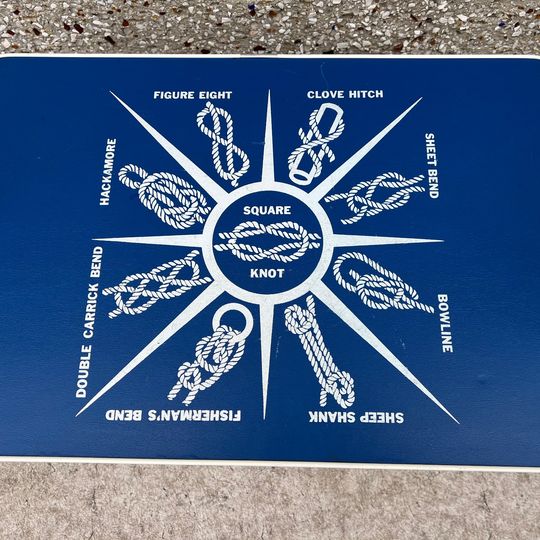 FIGURE EIGHT
CLOVE HITCH
HACKAMORE
SHEET BEND
SQUARE
KNOT
DOUBLE CARRICK BEND
BOWLINE
FISHERMAN'S BEND
SHEEP SHANK